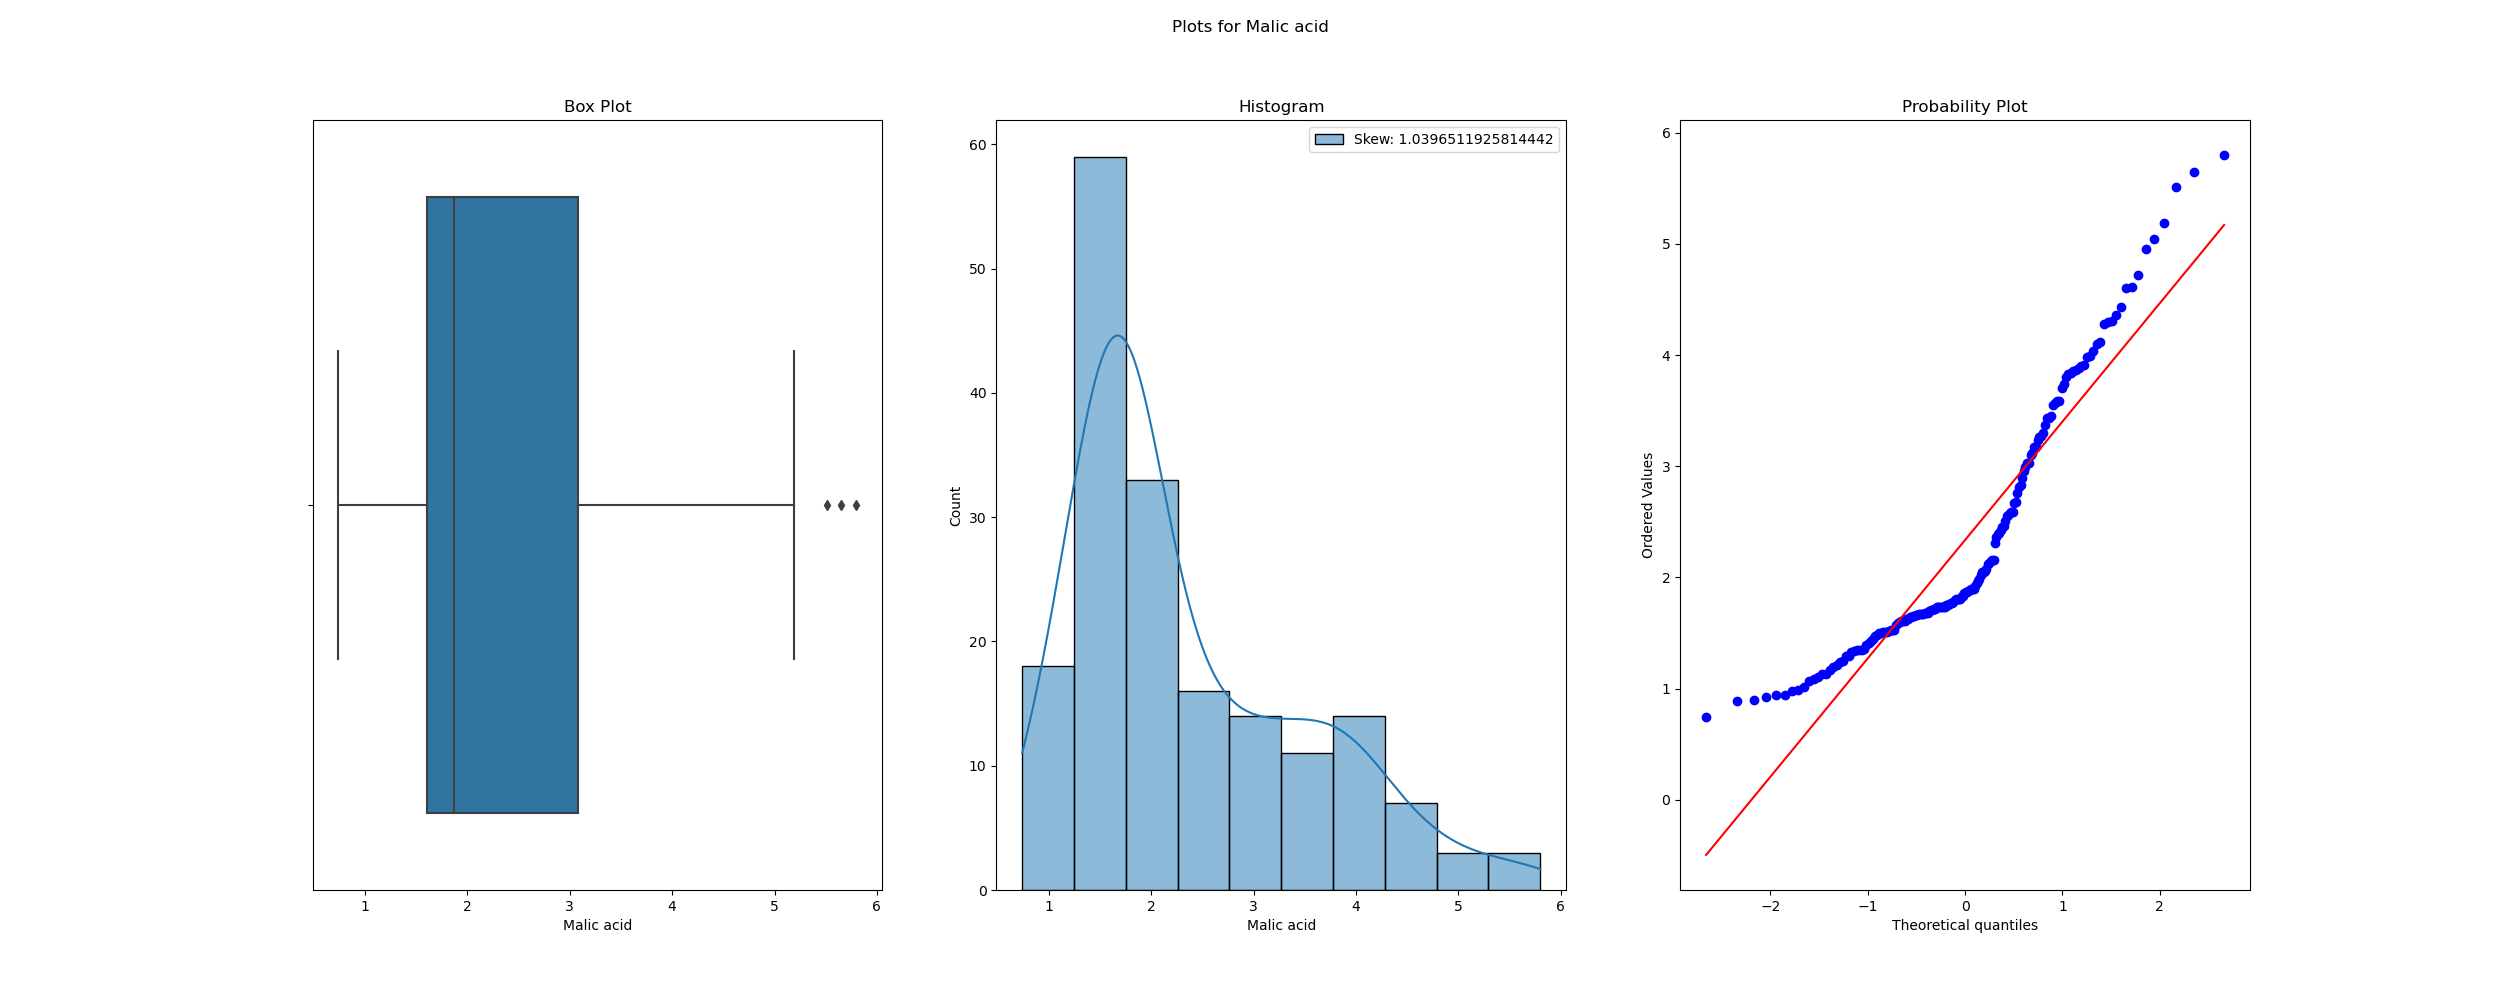 Plots for Malic acid
Box Plot
1 2 3 4 5 6
Malic acid
Histogram
Skew: 1.0396511925814442
60
50
40
30
20
10
0
Count
1 2 3 4 5 6
Malic acid
Probability Plot
6
5
4
3
2
1
0
Ordered Values
−2 −1 0 1 2
Theoretical quantiles